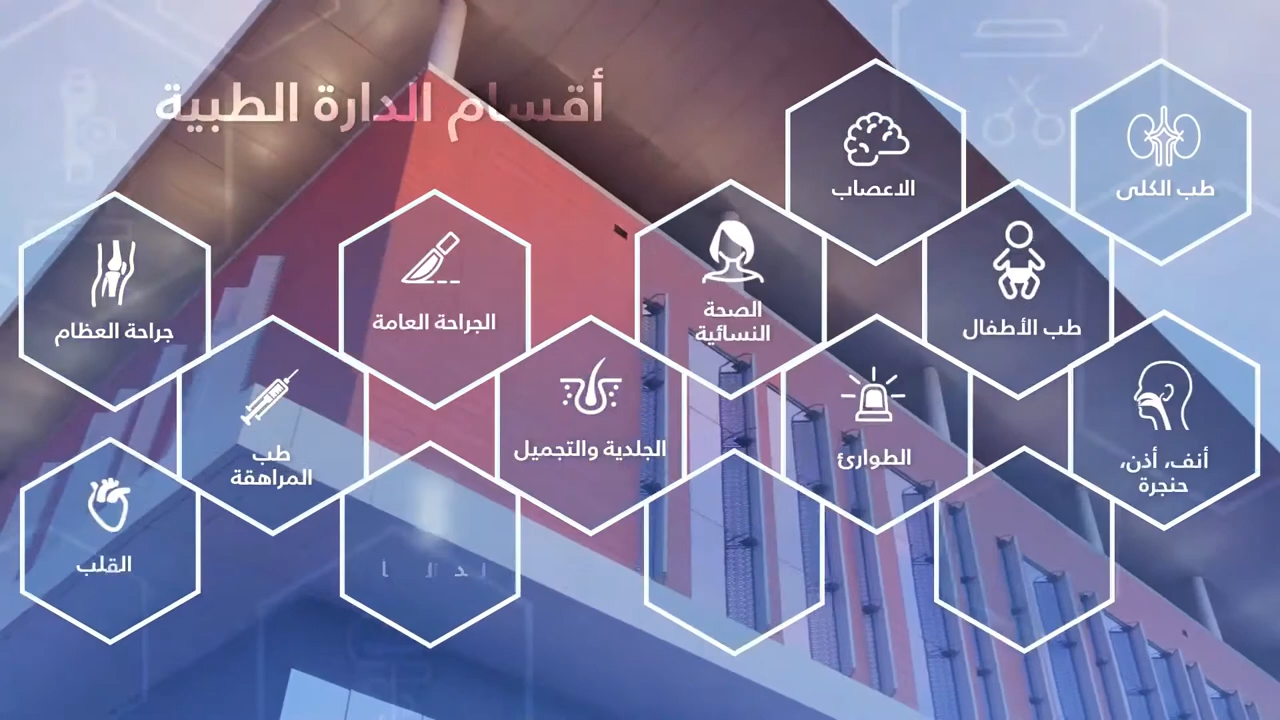 أقسام الدارة الطبية
طب الكلى
الاعصاب
طب الأطفال
الصحة
النسائية
الجراحة العامة
جراحة العظام
أنف، أذن،
حنجرة
الطوارئ
الجلدية والتجميل
طب
المراهقة
القلب